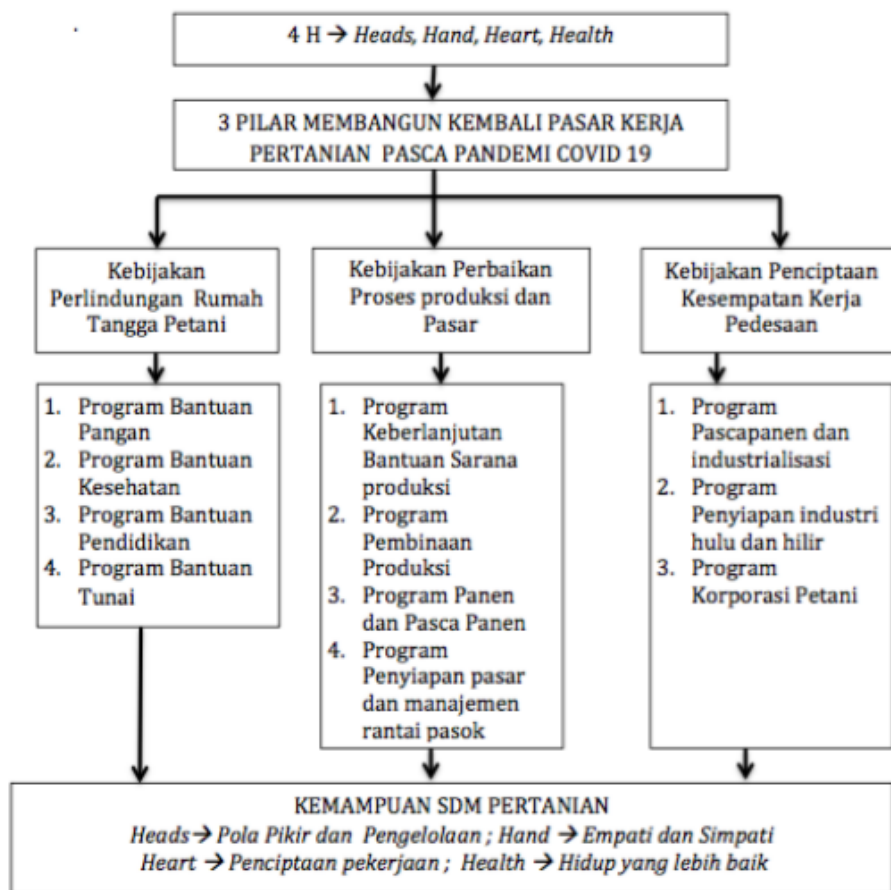 4 H → Heads, Hand, Heart, Health
3 PILAR MEMBANGUN KEMBALI PASAR KERJA
PERTANIAN PASCA PANDEMI COVID 19
Kebijakan
Perlindungan Rumah
Tangga Petani
Kebijakan Perbaikan
Proses produksi dan
Pasar
Kebijakan Penciptaan
Kesempatan Kerja
Pedesaan
1. Program Bantuan
Pangan
2. Program Bantuan
Kesehatan
3. Program Bantuan
Pendidikan
4. Program Bantuan
Tunai
1. Program
Keberlanjutan
Bantuan Sarana
produksi
2. Program
Pembinaan
Produksi
3. Program Panen
dan Pasca Panen
4. Program
Penyiapan pasar
dan manajemen
rantai pasok
1. Program
Pascapanen dan
industrialisasi
2. Program
Penyiapan industri
hulu dan hilir
3. Program
Korporasi Petani
KEMAMPUAN SDM PERTANIAN
Heads→ Pola Pikir dan Pengelolaan ; Hand → Empati dan Simpati
Heart → Penciptaan pekerjaan ; Health → Hidup yang lebih baik